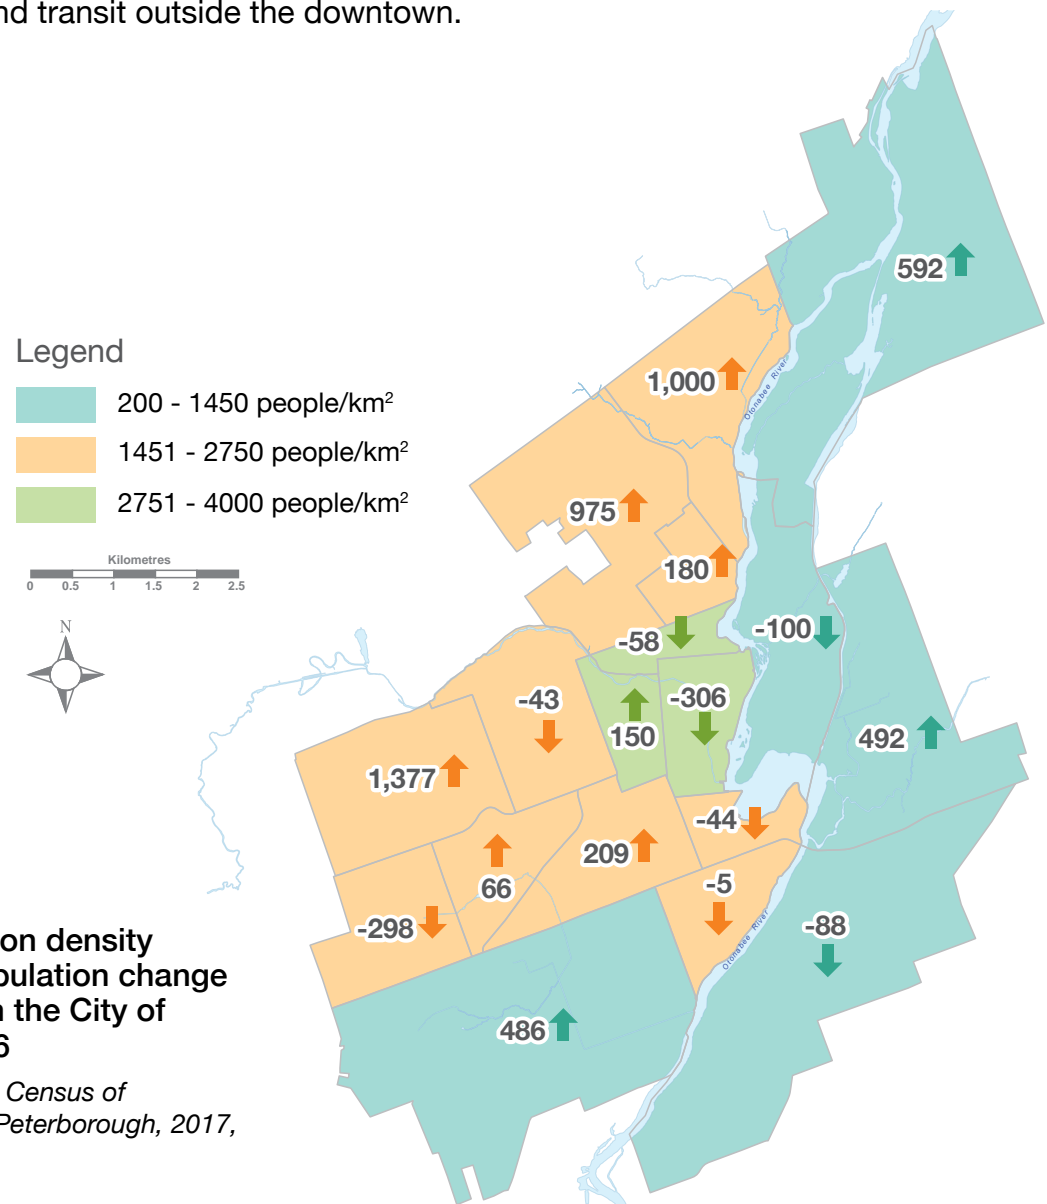 nd transit outside the downtown.
592
Legend
200 - 1450 people/km²
1451 - 2750 people/km²
2751 - 4000 people/km²
Kilometres
0 0.5 1 1.5 2 2.5
N
1,000
Otonabee River
975
180
-58
-100
-43
-306
150
492
1,377
-44
209
66
-5
-298
-88
Otonabee River
486
on density
pulation change
n the City of
6
Census of
Peterborough, 2017,